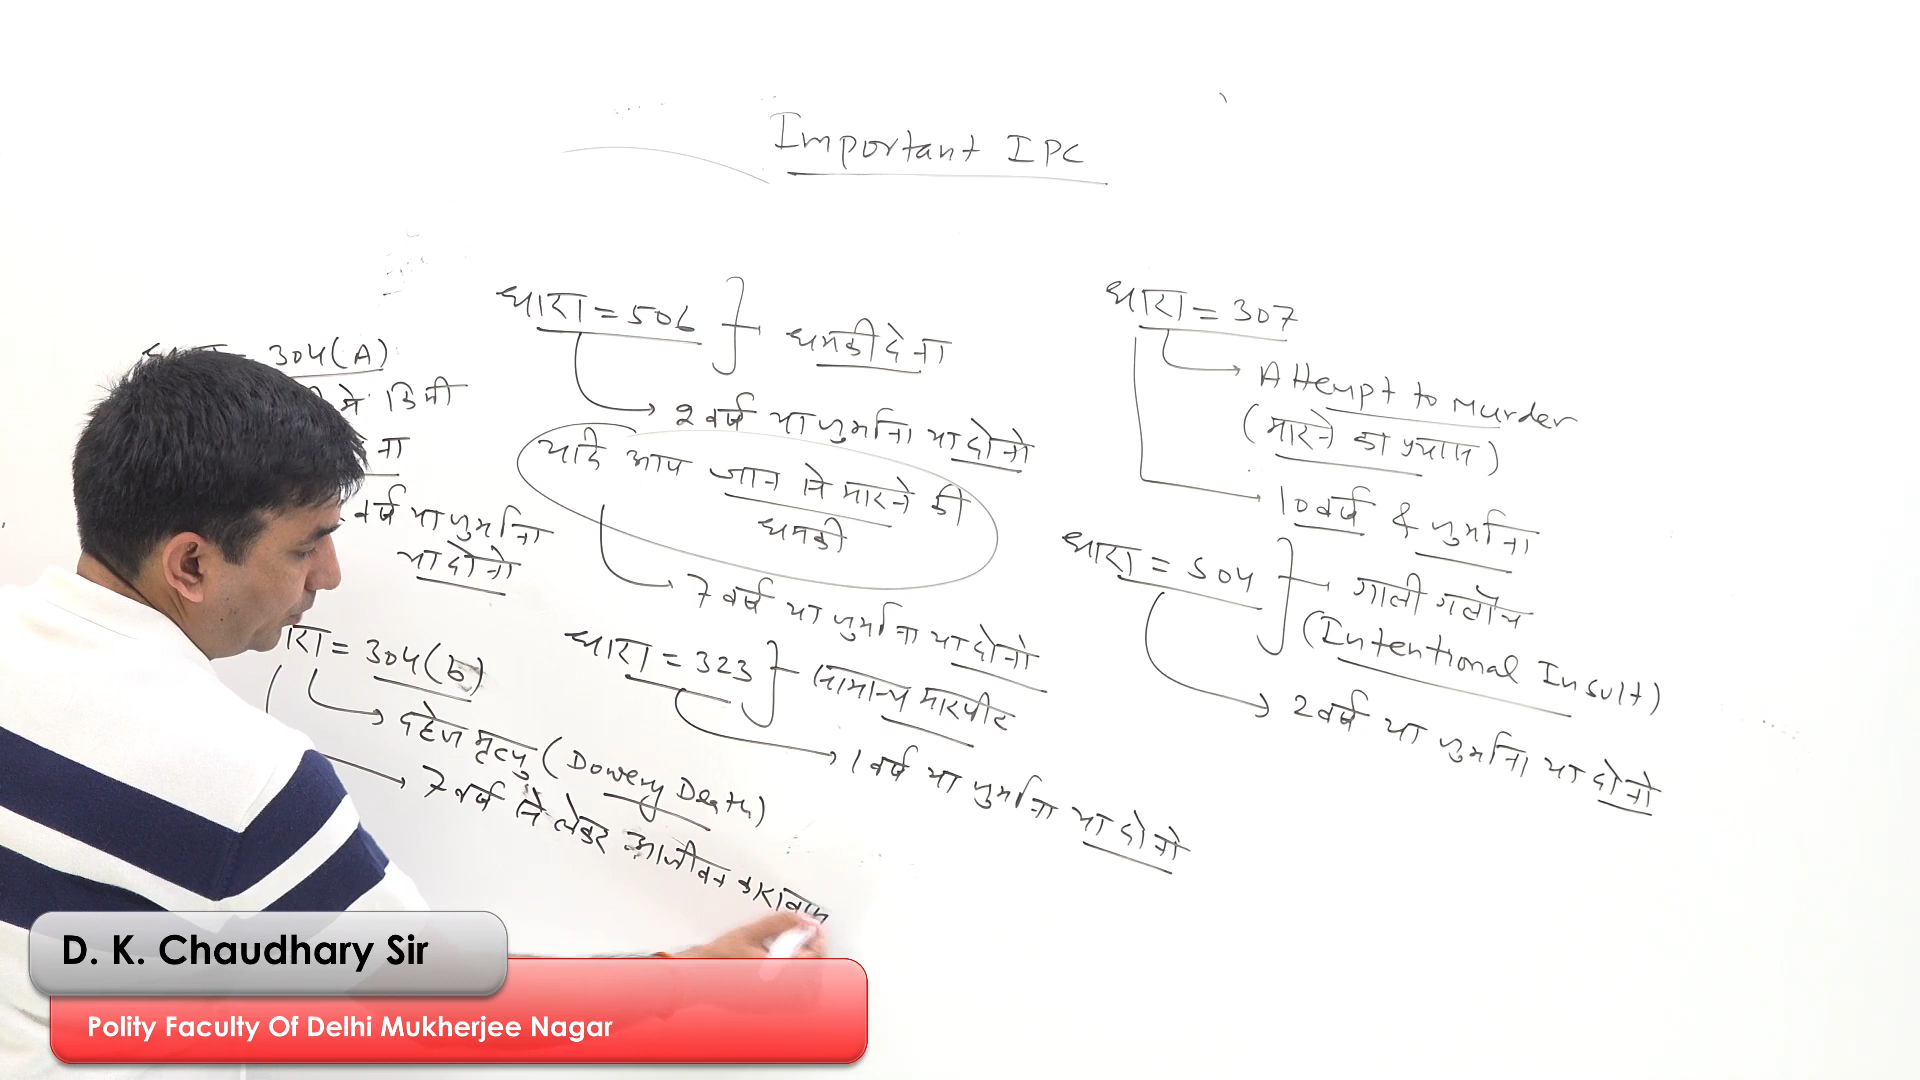 Important IPC
304(A)
में किसी
ना
वर्ष या जुर्माना
या दोनों
रा = 304(b)
दहेज मृत्यु (Dowery Death)
7 वर्ष से लेकर आजीवन कारावास
धारा = 506
धमकी देना
2 वर्ष या जुर्माना या दोनों
यदि आप जान से मारने की
धमकी
7 वर्ष या जुर्माना या दोनों
धारा = 323
सामान्य मारपीट
1 वर्ष या जुर्माना या दोनों
धारा = 307
Attempt to Murder
(मारने का प्रयास)
10 वर्ष & जुर्माना
धारा = 504
गाली गलौच
(Intentional Insult)
2 वर्ष या जुर्माना या दोनों
D. K. Chaudhary Sir
Polity Faculty Of Delhi Mukherjee Nagar